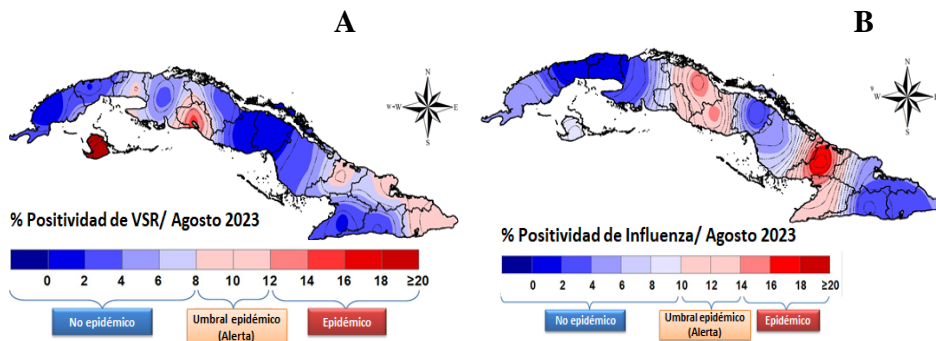 A
B
N
W
E
S
N
W
S
% Positividad de VSR/ Agosto 2023
0 2 4 6 8 10 12 14 16 18 ≥20
No epidémico
Umbral epidémico
(Alerta)
Epidémico
% Positividad de Influenza/ Agosto 2023
0 2 4 6 8 10 12 14 16 18 ≥20
No epidémico
Umbral epidémico
(Alerta)
Epidémico